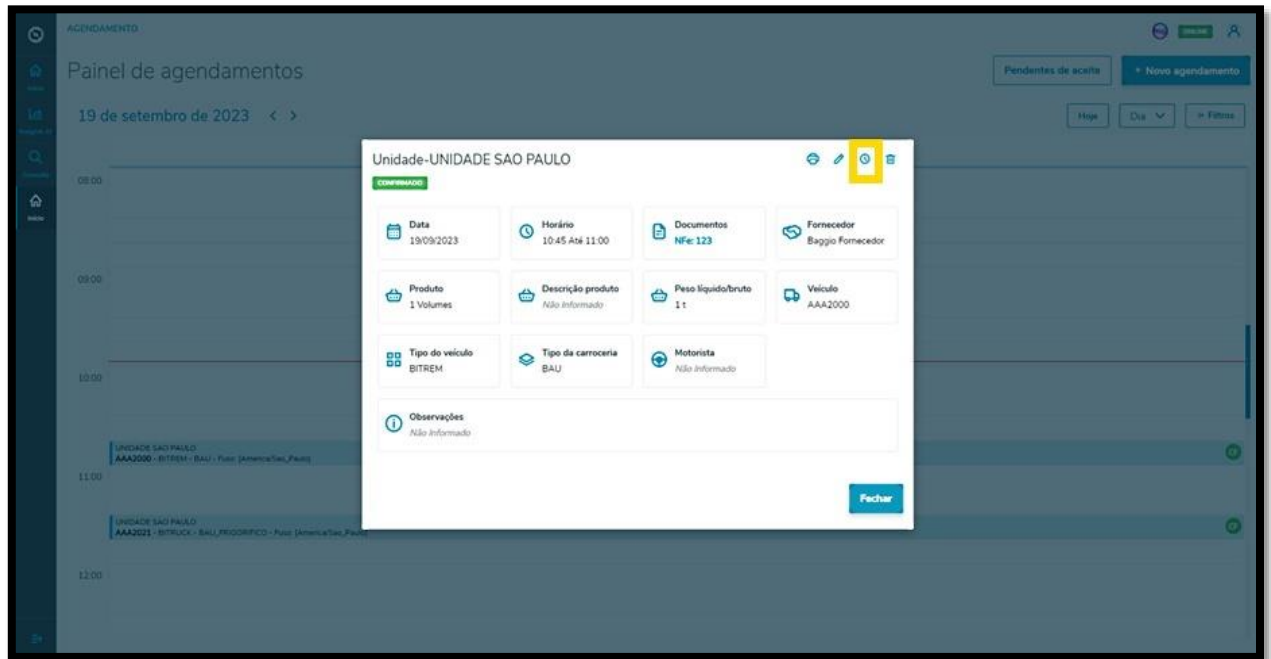 AGENDAMENTO
ONLINE
Painel de agendamentos
Pendentes de aceite
+ Novo agendamento
19 de setembro de 2023 < >
Hoje
Dia
Filtros
Unidade-UNIDADE SAO PAULO
CONFIRMADO
Data
19/09/2023
Horário
10:45 Até 11:00
Documentos
NFe: 123
Fornecedor
Baggio Fornecedor
Produto
1 Volumes
Descrição produto
Não Informado
Peso líquido/bruto
1 t
Veículo
AAA2000
Tipo do veículo
BITREM
Tipo da carroceria
BAU
Motorista
Não Informado
Observações
Não Informado
Fechar
Início
08:00
09:00
10:00
UNIDADE SAO PAULO
AAA2000 - BITREM - BAU - Fuso: [America/Sao_Paulo]
11:00
UNIDADE SAO PAULO
AAA2021 - BITRUCK - BAU_FRIGORIFICO - Fuso: [America/Sao_Paulo]
12:00